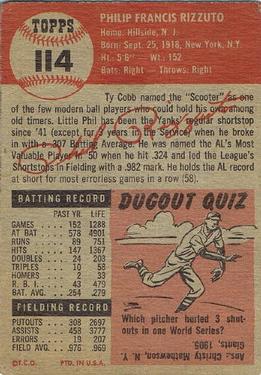 TOPPS
114
PHILIP FRANCIS RIZZUTO
Home: Hillside, N. J.
Born: Sept. 25, 1918, New York, N.Y.
Ht: 5'6" Wt: 152
Bats: Right - Throws: Right
Ty Cobb named the "Scooter" as one
of the few modern ball players who could hold his own among
old timers. Little Phil has been the Yanks' regular shortstop
since '41 (except for 3 years in the Service) when he broke
in with a .307 Batting Average. He was named the AL's Most
Valuable Player in '50 when he hit .324 and led the League's
Shortstops in Fielding with a .982 mark. He holds the AL record
at short for most errorless games in a row (58).
BATTING RECORD
PAST YR. LIFE
GAMES 152 1288
AT BAT 578 4901
RUNS 89 751
HITS 147 1367
DOUBLES 24 203
TRIPLES 10 58
HOMERS 2 33
R. B. I. 43 479
BAT. AVG. .254 .279
FIELDING RECORD
PUTOUTS 308 2697
ASSISTS 458 3777
ERRORS 19 207
FIELD AVG. .976 .969
©T.C.G. PTD. IN U.S.A.
DUGOUT QUIZ
Which pitcher hurled 3 shut-
outs in one World Series?
Ans: Christy Mathewson, N. Y.
Giants, 1905